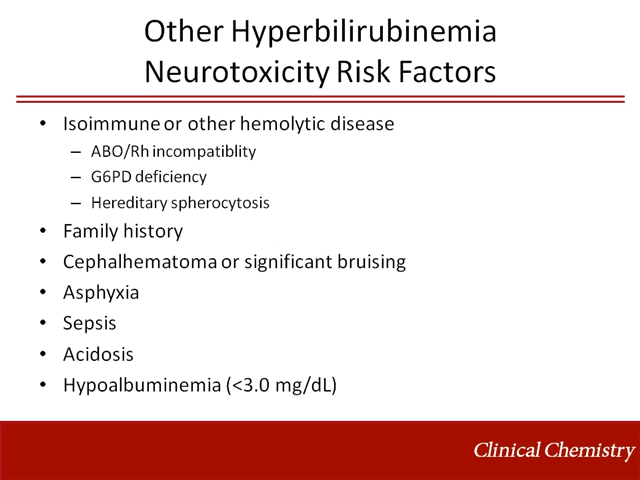 Other Hyperbilirubinemia
Neurotoxicity Risk Factors
• Isoimmune or other hemolytic disease
– ABO/Rh incompatiblity
– G6PD deficiency
– Hereditary spherocytosis
• Family history
• Cephalhematoma or significant bruising
• Asphyxia
• Sepsis
• Acidosis
• Hypoalbuminemia (<3.0 mg/dL)
Clinical Chemistry